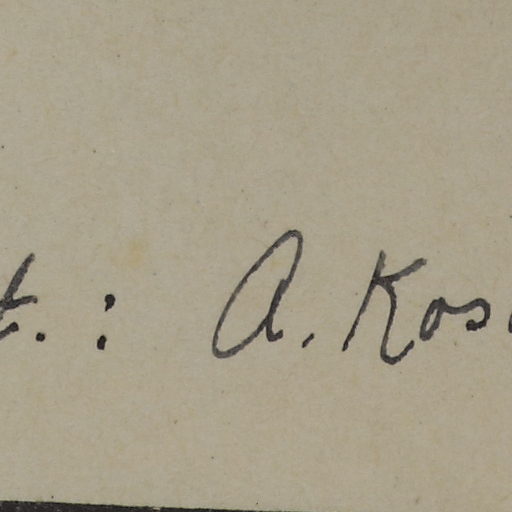 t. : A. Kos